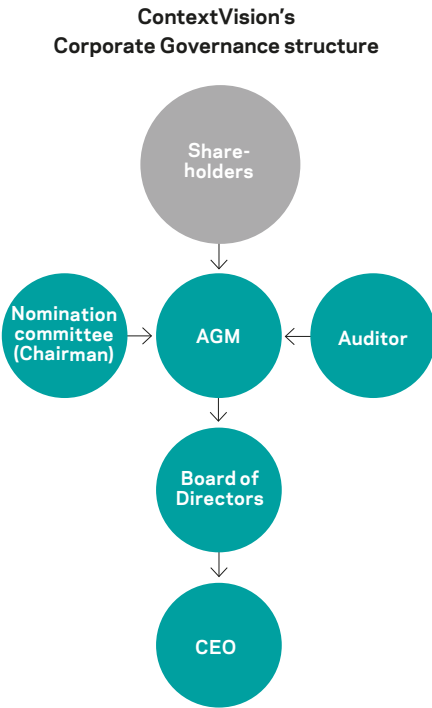 ContextVision's
Corporate Governance structure
Share-
holders
Nomination
committee
(Chairman)
AGM
Auditor
Board of
Directors
CEO